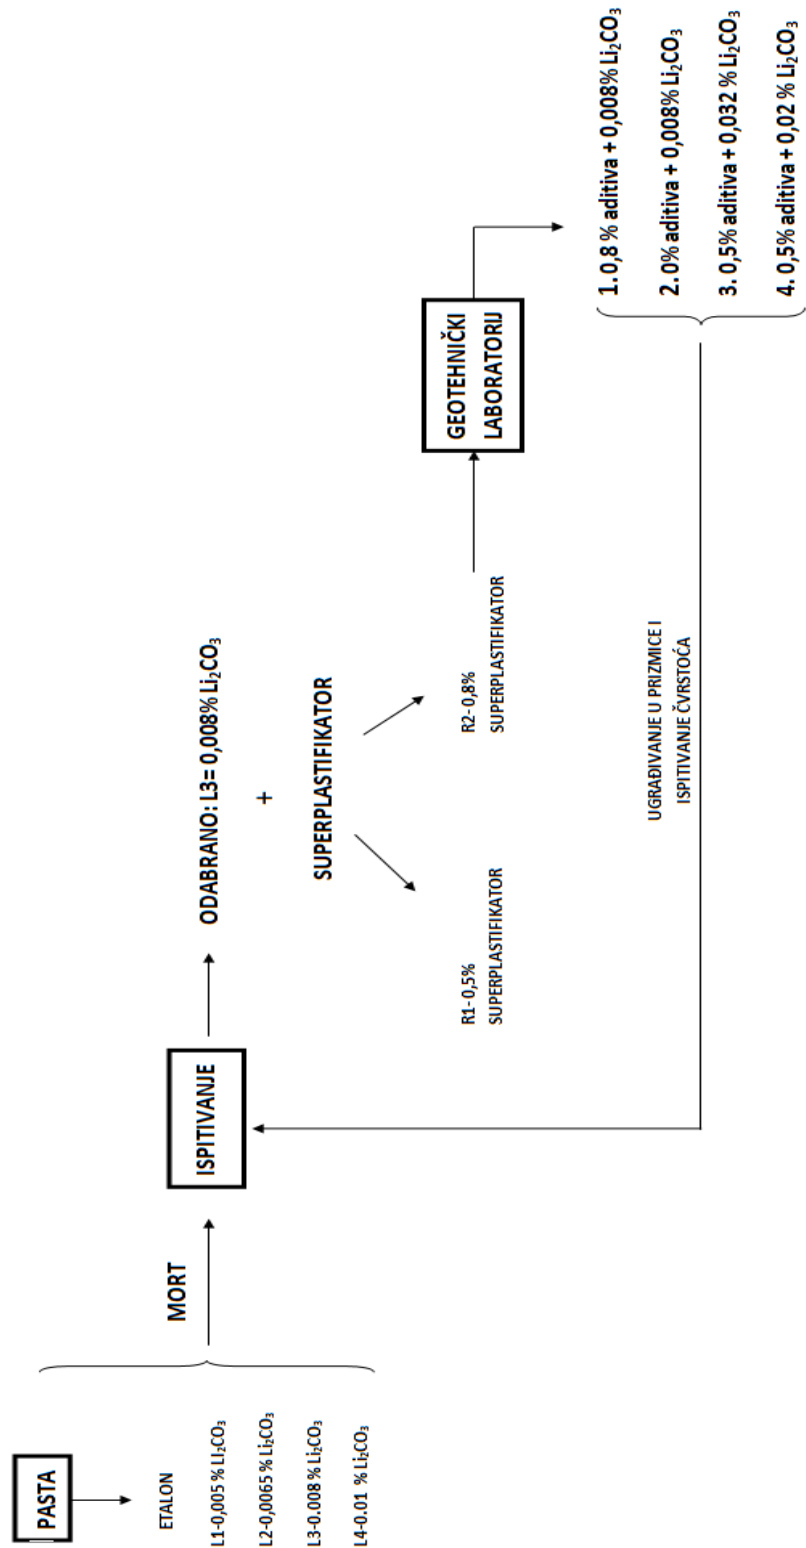 PASTA
ETALON
L1-0,005 % Li₂CO₃
L2-0,0065 % Li₂CO₃
L3-0.008 % Li₂CO₃
L4-0.01 % Li₂CO₃
MORT
ISPITIVANJE
ODABRANO: L3= 0,008% Li₂CO₃
+
SUPERPLASTIFIKATOR
R1-0,5%
SUPERPLASTIFIKATOR
R2-0,8%
SUPERPLASTIFIKATOR
GEOTEHNIČKI
LABORATORIJ
1.0,8 % aditiva + 0,008% Li₂CO₃
2.0% aditiva + 0,008% Li₂CO₃
3. 0,5% aditiva + 0,032 % Li₂CO₃
4. 0,5% aditiva + 0,02 % Li₂CO₃
UGRAĐIVANJE U PRIZMICE I
ISPITIVANJE ČVRSTOĆA